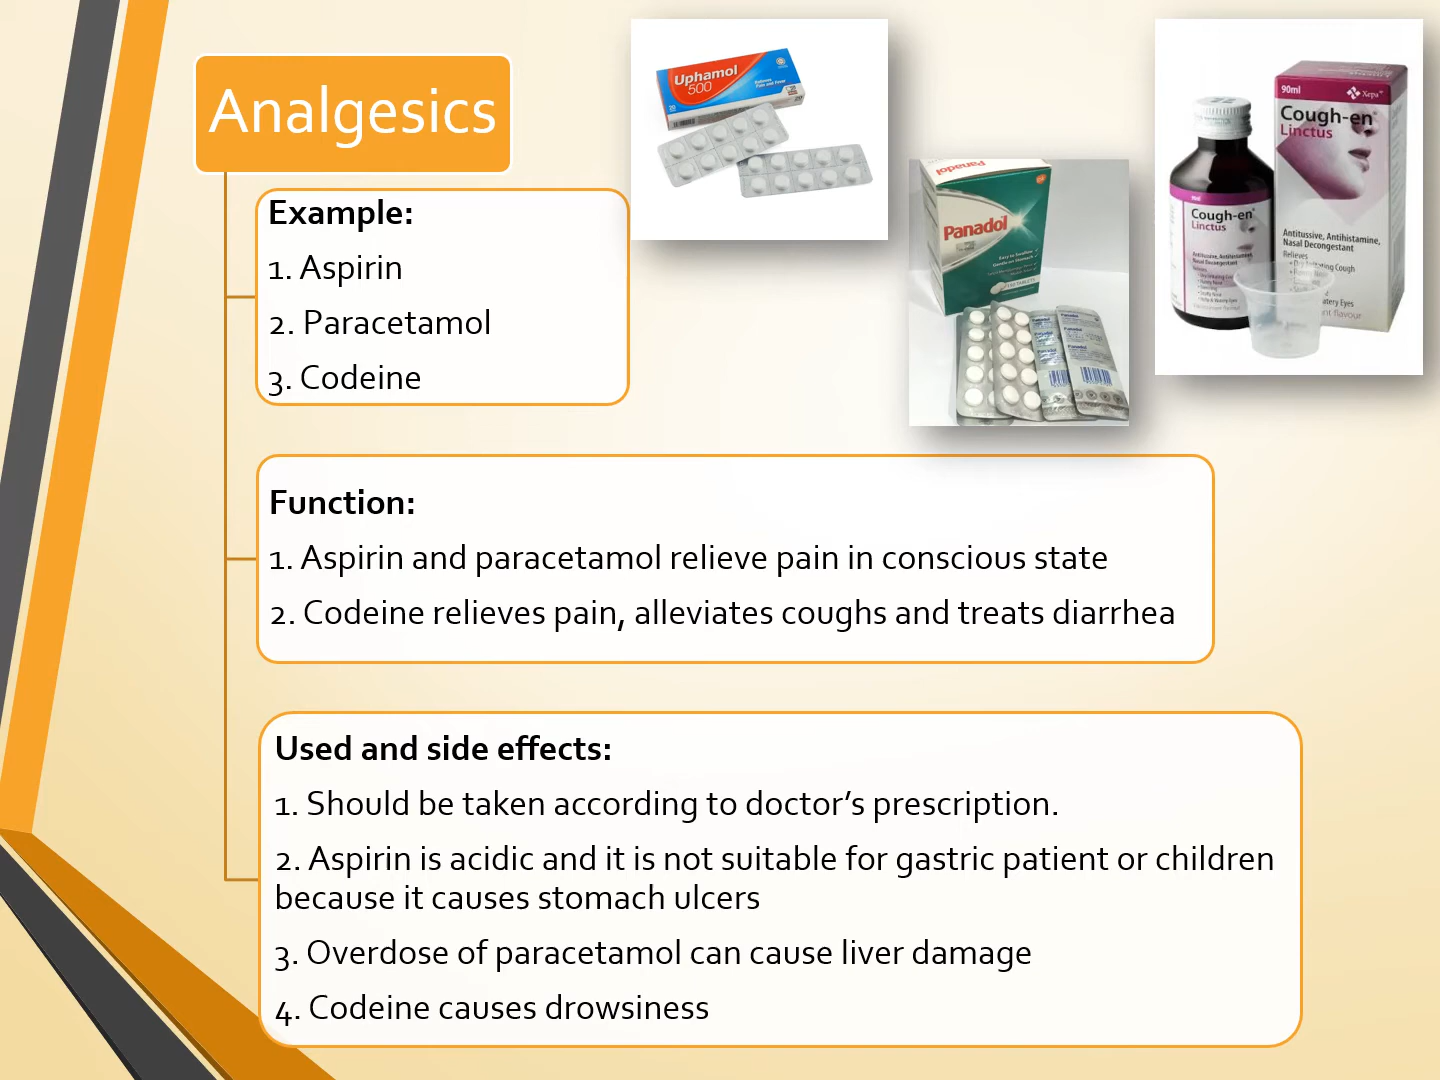 Analgesics
Example:
1. Aspirin
2. Paracetamol
3. Codeine
Uphamol
500
Panadol
Panadol
90ml
Xepa
Cough-en
Linctus
Antitussive, Antihistamine,
Nasal Decongestant
Relieves
Cough-en
Linctus
Function:
1. Aspirin and paracetamol relieve pain in conscious state
2. Codeine relieves pain, alleviates coughs and treats diarrhea
Used and side effects:
1. Should be taken according to doctor’s prescription.
2. Aspirin is acidic and it is not suitable for gastric patient or children
because it causes stomach ulcers
3. Overdose of paracetamol can cause liver damage
4. Codeine causes drowsiness